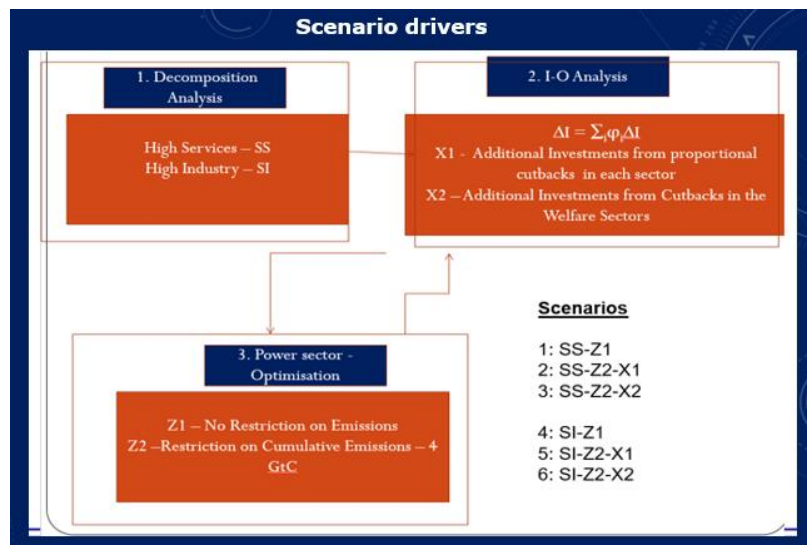 Scenario drivers
1. Decomposition
Analysis
High Services – SS
High Industry – SI
2. I-O Analysis
ΔI = ∑ᵢφᵢΔI
X1 - Additional Investments from proportional
cutbacks in each sector
X2 – Additional Investments from Cutbacks in the
Welfare Sectors
3. Power sector -
Optimisation
Z1 – No Restriction on Emissions
Z2 –Restriction on Cumulative Emissions – 4
GtC
Scenarios
1: SS-Z1
2: SS-Z2-X1
3: SS-Z2-X2
4: SI-Z1
5: SI-Z2-X1
6: SI-Z2-X2